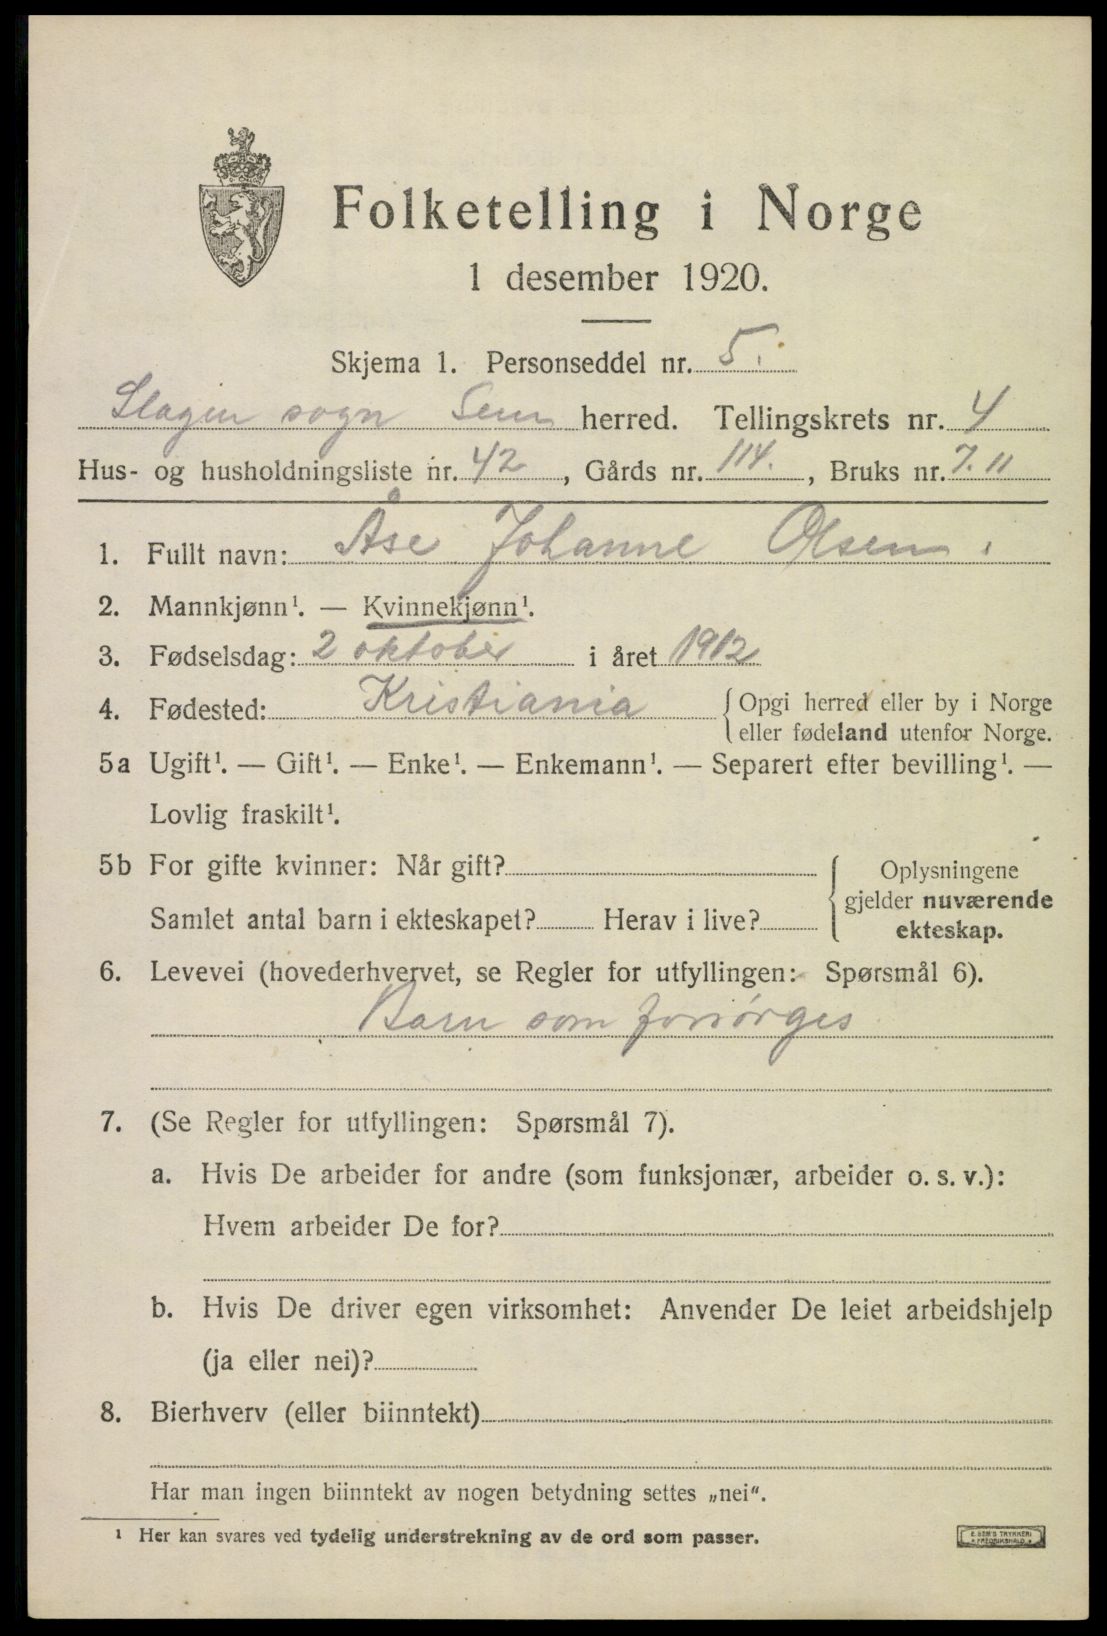 Folketelling i Norge
1 desember 1920.
Skjema 1. Personseddel nr. 5.
Slagen sogn Sem herred. Tellingskrets nr. 4
Hus- og husholdningsliste nr. 42, Gårds nr. 114., Bruks nr. 7.11
1. Fullt navn: Åse Johanne Olsen.
2. Mannkjønn¹. — Kvinnekjønn¹.
3. Fødselsdag: 2 oktober i året 1912
4. Fødested: Kristiania { Opgi herred eller by i Norge
eller fødeland utenfor Norge.
5a Ugift¹. — Gift¹. — Enke¹. — Enkemann¹. — Separert efter bevilling¹. —
Lovlig fraskilt¹.
5b For gifte kvinner: Når gift?
Samlet antal barn i ekteskapet? Herav i live?
{ Oplysningene
gjelder nuværende
ekteskap.
6. Levevei (hovederhvervet, se Regler for utfyllingen: Spørsmål 6).
Barn som forsørges
7. (Se Regler for utfyllingen: Spørsmål 7).
a. Hvis De arbeider for andre (som funksjonær, arbeider o. s. v.):
Hvem arbeider De for?
b. Hvis De driver egen virksomhet: Anvender De leiet arbeidshjelp
(ja eller nei)?
8. Bierhverv (eller biinntekt)
Har man ingen biinntekt av nogen betydning settes „nei“.
¹ Her kan svares ved tydelig understrekning av de ord som passer.
E. SEM'S TRYKKERI
FREDRIKSHALD